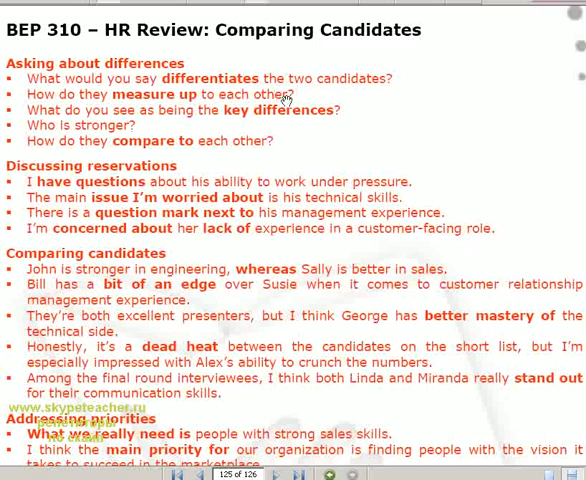 BEP 310 – HR Review: Comparing Candidates
Asking about differences
▪ What would you say differentiates the two candidates?
▪ How do they measure up to each other?
▪ What do you see as being the key differences?
▪ Who is stronger?
▪ How do they compare to each other?
Discussing reservations
▪ I have questions about his ability to work under pressure.
▪ The main issue I'm worried about is his technical skills.
▪ There is a question mark next to his management experience.
▪ I'm concerned about her lack of experience in a customer-facing role.
Comparing candidates
▪ John is stronger in engineering, whereas Sally is better in sales.
▪ Bill has a bit of an edge over Susie when it comes to customer relationship
management experience.
▪ They're both excellent presenters, but I think George has better mastery of the
technical side.
▪ Honestly, it's a dead heat between the candidates on the short list, but I'm
especially impressed with Alex's ability to crunch the numbers.
▪ Among the final round interviewees, I think both Linda and Miranda really stand out
for their communication skills.
www.skypeteacher.ru
Addressing priorities
репетиторы
▪ What we really need is people with strong sales skills.
по скайп
▪ I think the main priority for our organization is finding people with the vision it
takes to succeed in the marketplace.
125 of 126